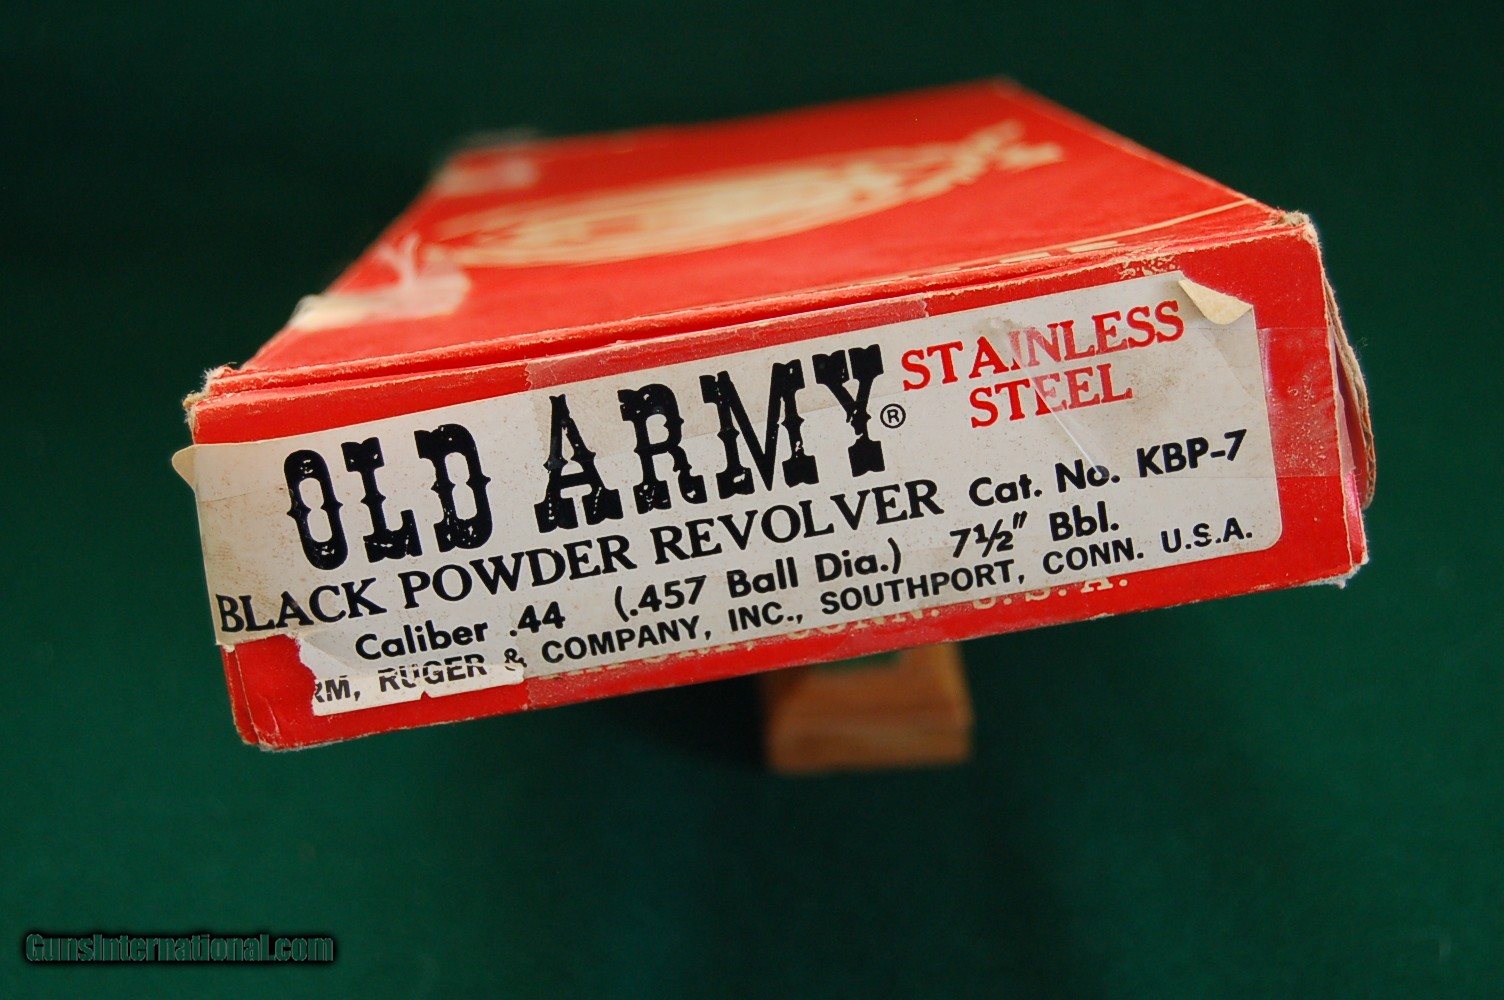 OLD ARMY® STAINLESS
STEEL
BLACK POWDER REVOLVER Cat. No. KBP-7
Caliber .44 (.457 Ball Dia.) 7½" Bbl.
RM, RUGER & COMPANY, INC., SOUTHPORT, CONN. U.S.A.
CONN. U.S.A.
GunsInternational.com